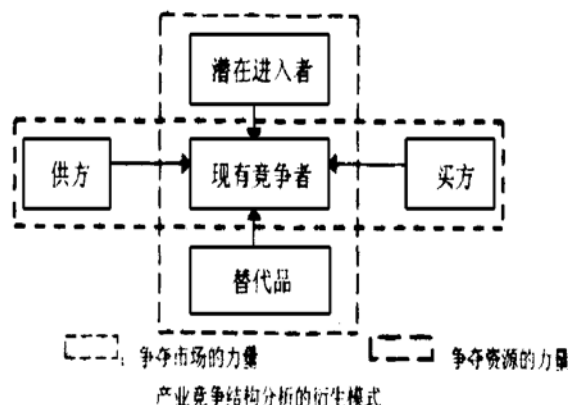 潜在进入者
供方
现有竞争者
买方
替代品
：争夺市场的力量
争夺资源的力量
产业竞争结构分析的衍生模式